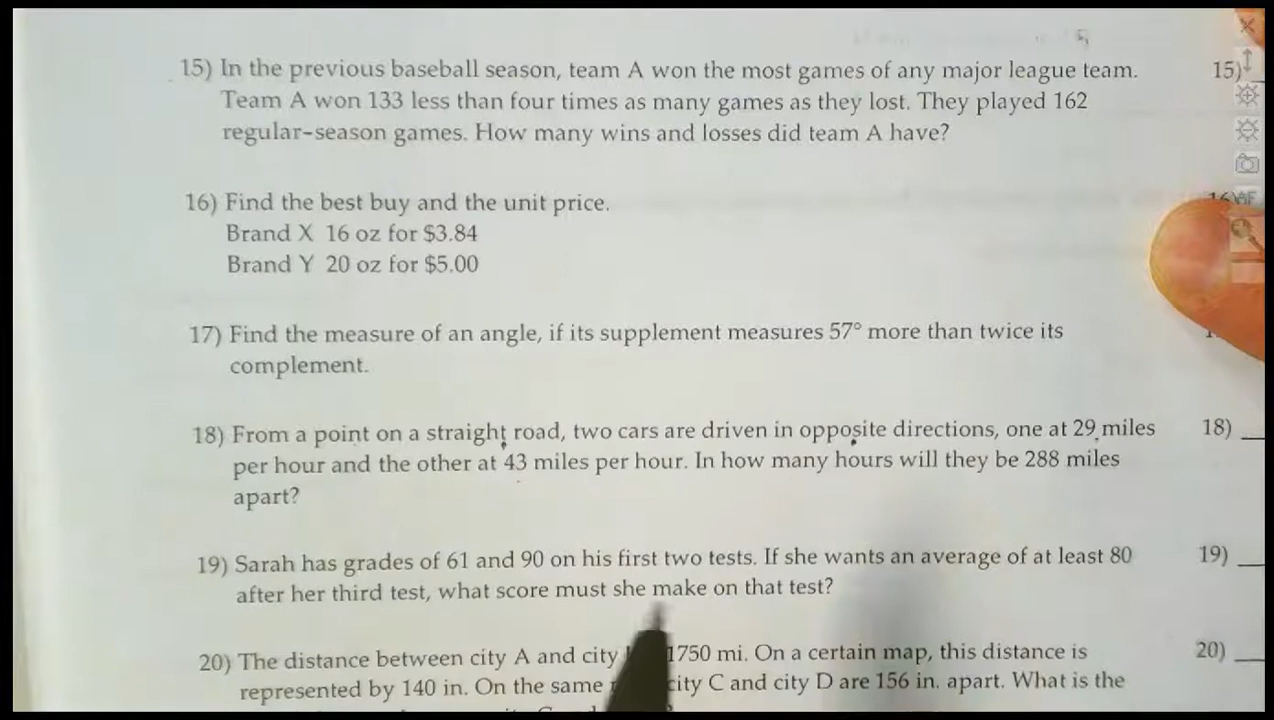 15) In the previous baseball season, team A won the most games of any major league team. 15)
Team A won 133 less than four times as many games as they lost. They played 162
regular-season games. How many wins and losses did team A have?
16) Find the best buy and the unit price.
Brand X 16 oz for $3.84
Brand Y 20 oz for $5.00
17) Find the measure of an angle, if its supplement measures 57° more than twice its
complement.
18) From a point on a straight road, two cars are driven in opposite directions, one at 29 miles 18)
per hour and the other at 43 miles per hour. In how many hours will they be 288 miles
apart?
19) Sarah has grades of 61 and 90 on his first two tests. If she wants an average of at least 80 19)
after her third test, what score must she make on that test?
20) The distance between city A and city 1750 mi. On a certain map, this distance is 20)
represented by 140 in. On the same city C and city D are 156 in. apart. What is the